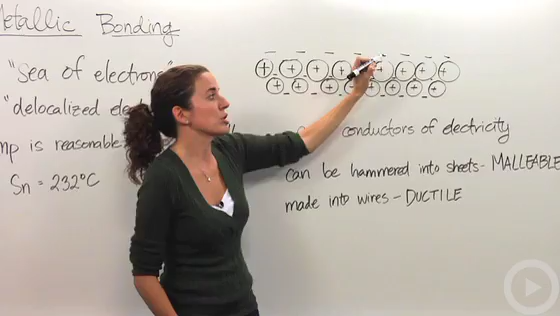 Metallic Bonding
"sea of electrons"
"delocalized
mp is reasonable
Sn = 232°C
conductors of electricity
can be hammered into sheets - MALLEABLE
made into wires - DUCTILE